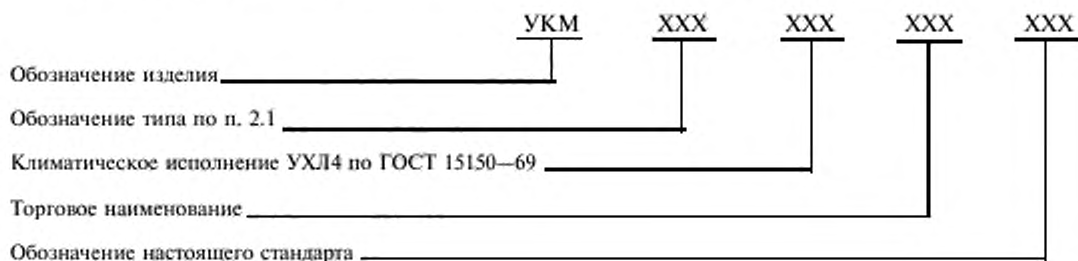 УКМ XXX XXX XXX XXX
Обозначение изделия
Обозначение типа по п. 2.1
Климатическое исполнение УХЛ4 по ГОСТ 15150—69
Торговое наименование
Обозначение настоящего стандарта